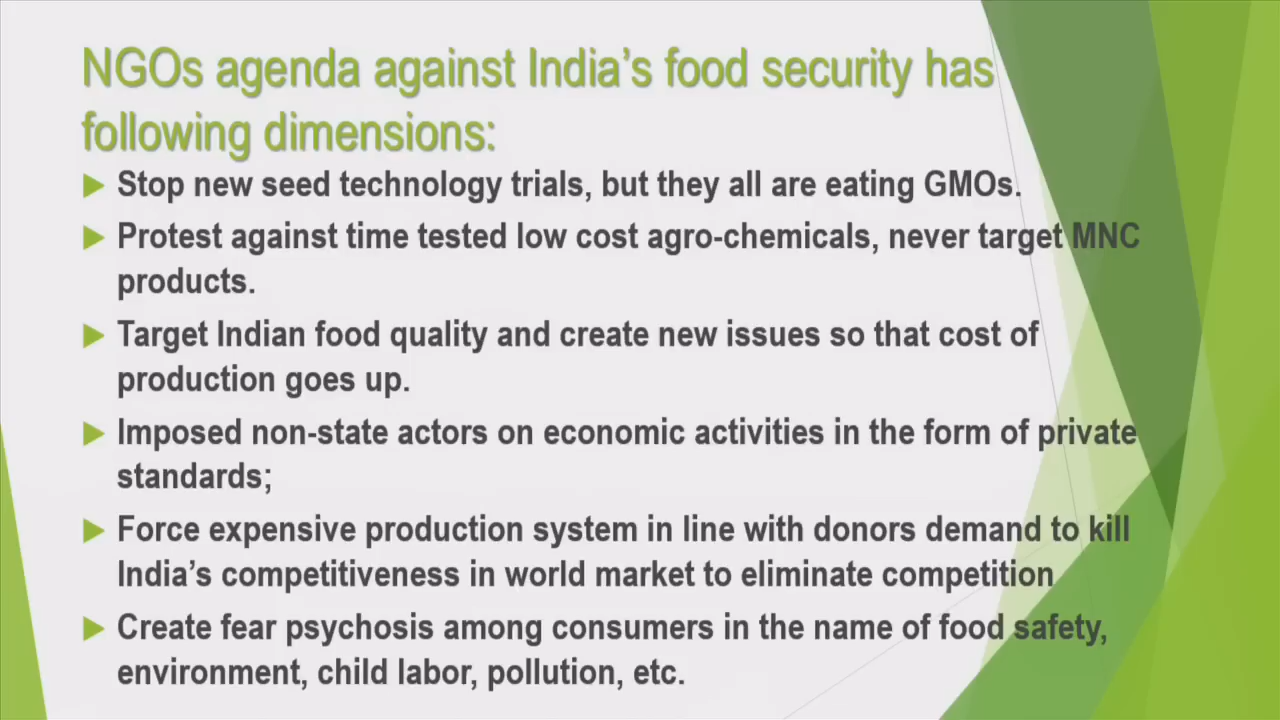 NGOs agenda against India's food security has
following dimensions:
Stop new seed technology trials, but they all are eating GMOs.
Protest against time tested low cost agro-chemicals, never target MNC
products.
Target Indian food quality and create new issues so that cost of
production goes up.
Imposed non-state actors on economic activities in the form of private
standards;
Force expensive production system in line with donors demand to kill
India's competitiveness in world market to eliminate competition
Create fear psychosis among consumers in the name of food safety,
environment, child labor, pollution, etc.